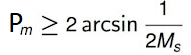 Pₘ ≥ 2 arcsin 1/(2Mₛ)